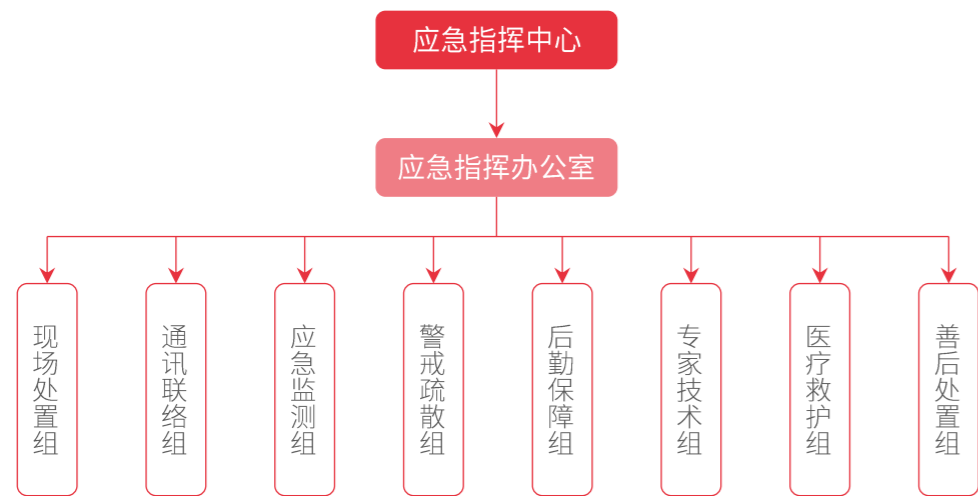 应急指挥中心
应急指挥办公室
现场处置组
通讯联络组
应急监测组
警戒疏散组
后勤保障组
专家技术组
医疗救护组
善后处置组